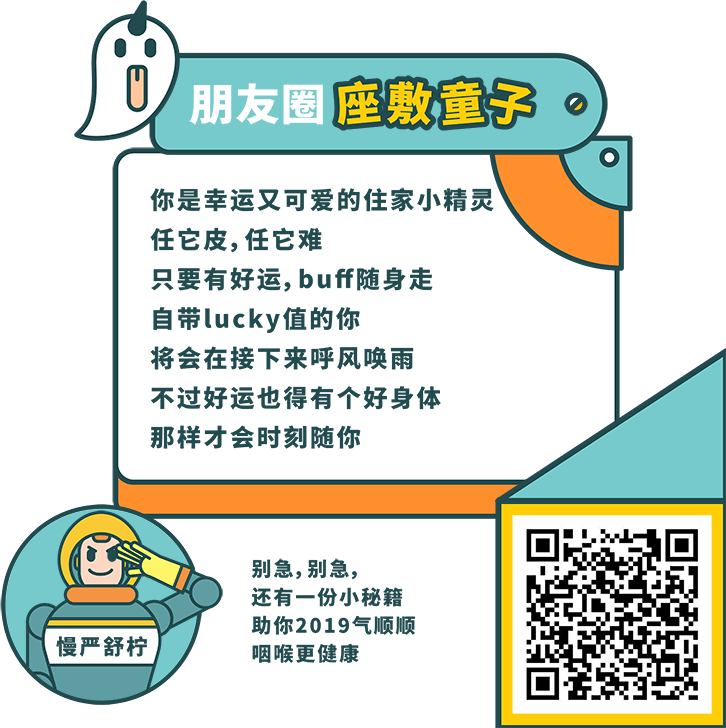 朋友圈座敷童子
你是幸运又可爱的住家小精灵
任它皮，任它难
只要有好运，buff随身走
自带lucky值的你
将会在接下来呼风唤雨
不过好运也得有个好身体
那样才会时刻随你
别急，别急，
还有一份小秘籍
助你2019气顺顺
咽喉更健康
慢严舒柠